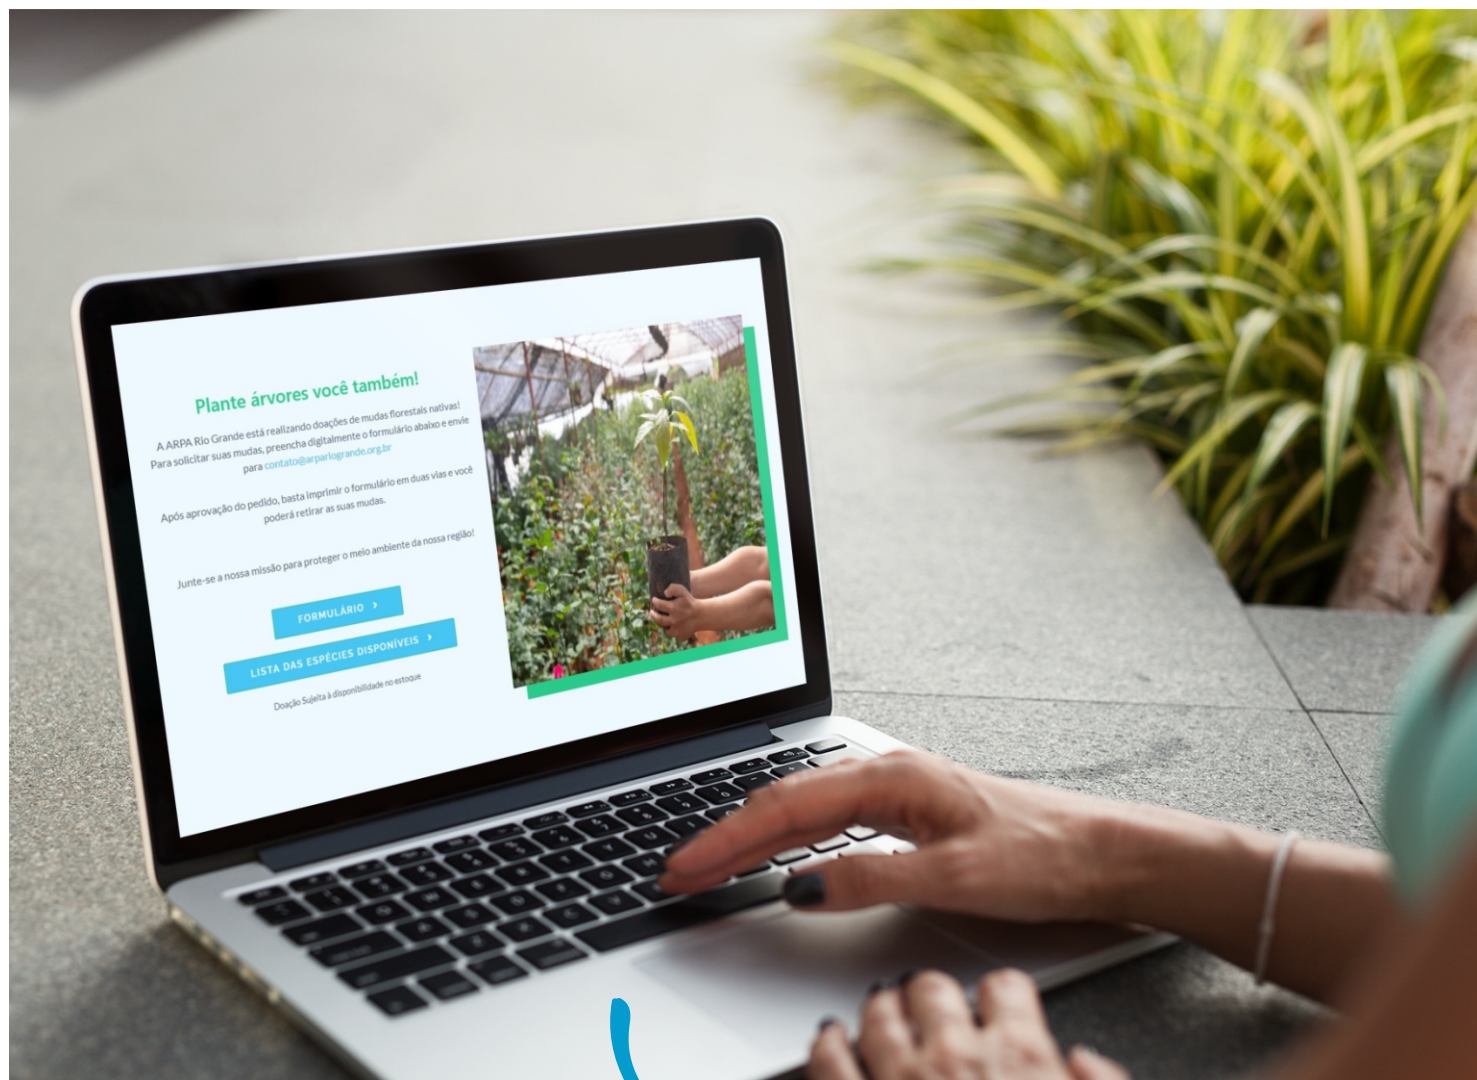 Plante árvores você também!
A ARPA Rio Grande está realizando doações de mudas florestais nativas!
Para solicitar suas mudas, preencha digitalmente o formulário abaixo e envie
para contato@arpariogrande.org.br
Após aprovação do pedido, basta imprimir o formulário em duas vias e você
poderá retirar as suas mudas.
Junte-se a nossa missão para proteger o meio ambiente da nossa região!
FORMULÁRIO
LISTA DAS ESPÉCIES DISPONÍVEIS
Doação Sujeita à disponibilidade no estoque